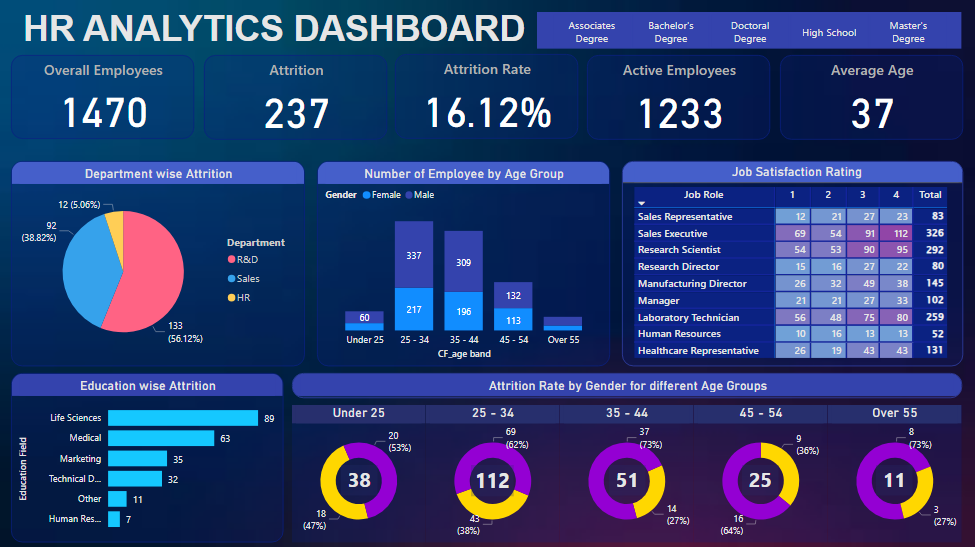 HR ANALYTICS DASHBOARD
Associates Degree
Bachelor's Degree
Doctoral Degree
High School
Master's Degree
Overall Employees
1470
Attrition
237
Attrition Rate
16.12%
Active Employees
1233
Average Age
37
Department wise Attrition
12 (5.06%)
92
(38.82%)
133
(56.12%)
Department
R&D
Sales
HR
Number of Employee by Age Group
Gender Female Male
60
337
217
309
196
132
113
Under 25 25 - 34 35 - 44 45 - 54 Over 55
CF_age band
Job Satisfaction Rating
Job Role 1 2 3 4 Total
Sales Representative 12 21 27 23 83
Sales Executive 69 54 91 112 326
Research Scientist 54 53 90 95 292
Research Director 15 16 27 22 80
Manufacturing Director 26 32 49 38 145
Manager 21 21 27 33 102
Laboratory Technician 56 48 75 80 259
Human Resources 10 16 13 13 52
Healthcare Representative 26 19 43 43 131
Education wise Attrition
Education Field
Life Sciences 89
Medical 63
Marketing 35
Technical D... 32
Other 11
Human Res... 7
Attrition Rate by Gender for different Age Groups
Under 25
20
(53%)
38
18
(47%)
25 - 34
69
(62%)
112
43
(38%)
35 - 44
37
(73%)
51
14
(27%)
45 - 54
9
(36%)
25
16
(64%)
Over 55
8
(73%)
11
3
(27%)